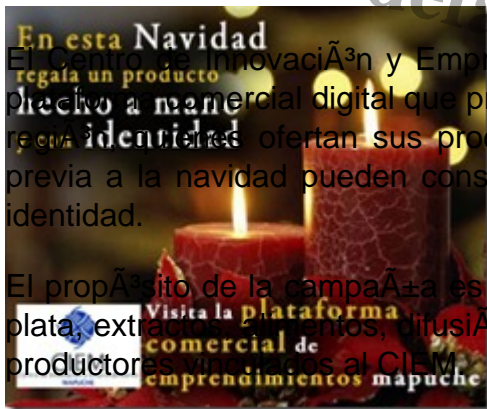 En esta Navidad
regala un producto
hecho a mano
y con identidad
El Centro de InnovaciÃ³n y Empr
plataforma comercial digital que
regiÃ³n, quienes ofertan sus
previa a la navidad pueden cons
identidad.
El propÃ³sito de la campaÃ±a es
plata, extractos, alimentos, difusiÃ
productores vinculados al CIEM.
CIEM
MAPUCHE
Visita la plataforma
comercial de
emprendimientos mapuche